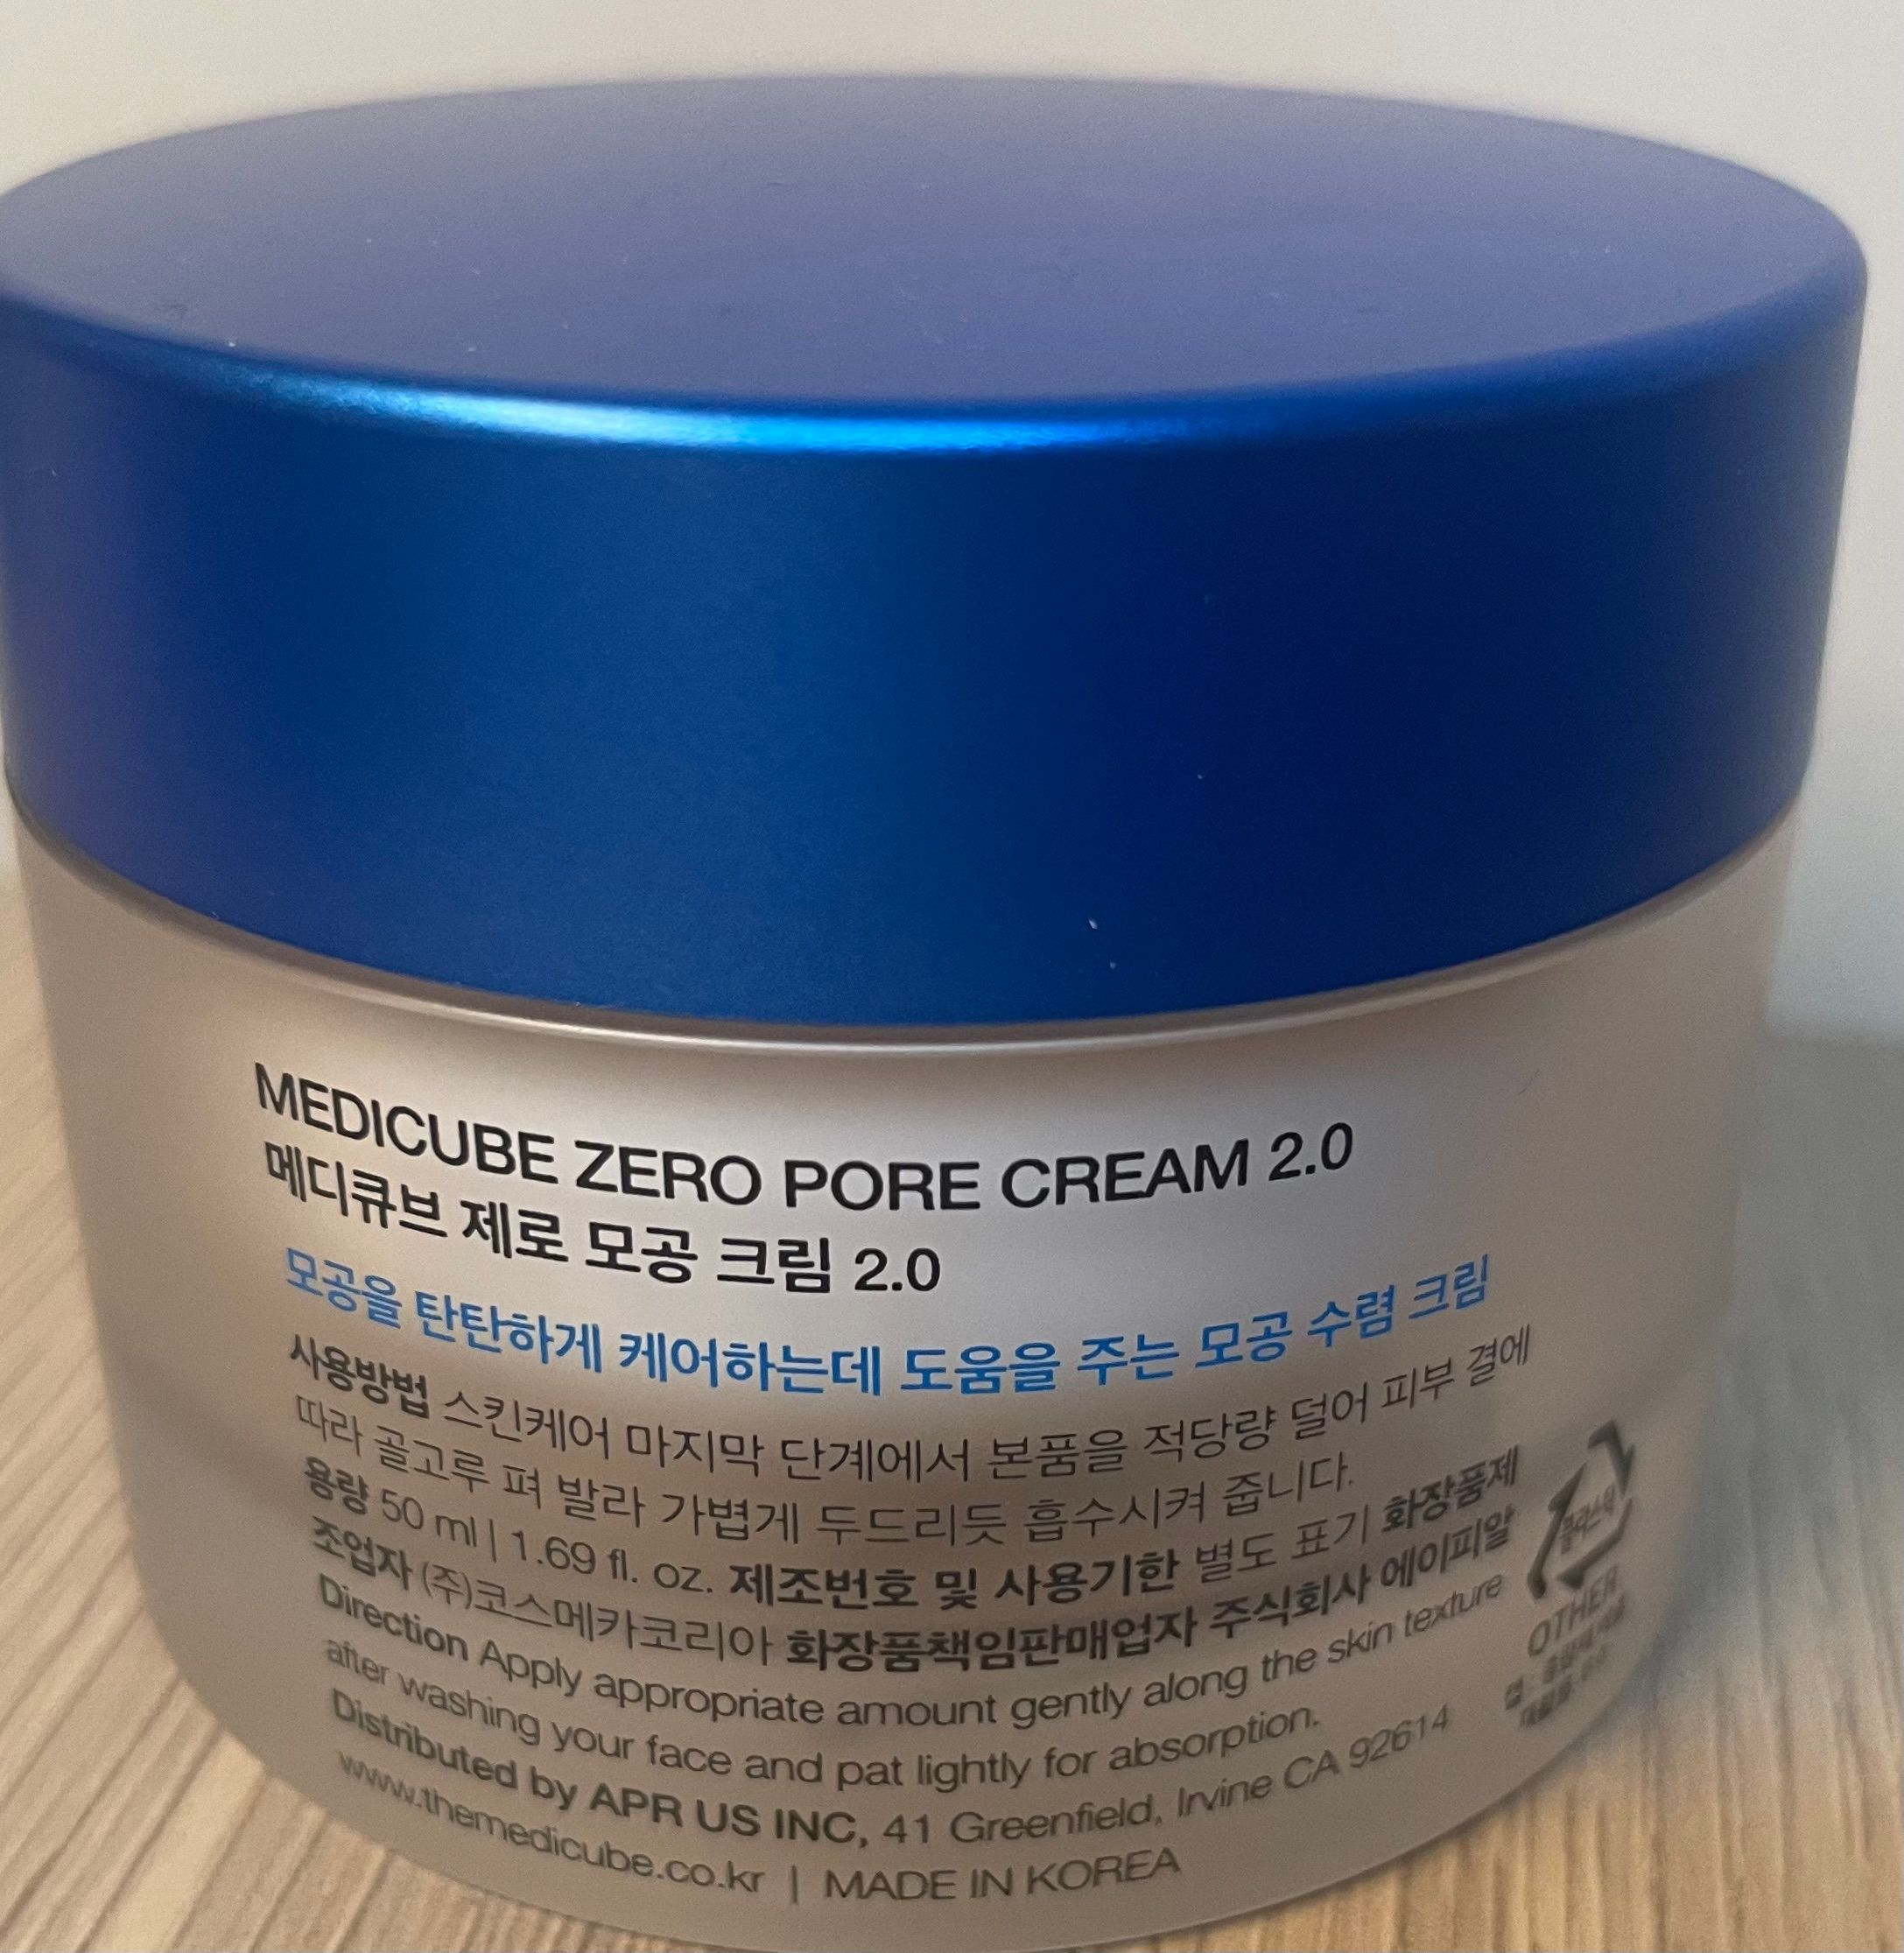 MEDICUBE ZERO PORE CREAM 2.0
메디큐브 제로 모공 크림 2.0
모공을 탄탄하게 케어하는데 도움을 주는 모공 수렴 크림
사용방법 스킨케어 마지막 단계에서 본품을 적당량 덜어 피부 결에
따라 골고루 펴 발라 가볍게 두드리듯 흡수시켜 줍니다.
용량 50 ml | 1.69 fl. oz. 제조번호 및 사용기한 별도 표기 화장품제
조업자 (주)코스메카코리아 화장품책임판매업자 주식회사 에이피알
Direction Apply appropriate amount gently along the skin texture
after washing your face and pat lightly for absorption.
Distributed by APR US INC, 41 Greenfield, Irvine CA 92614
www.themedicube.co.kr | MADE IN KOREA
플라스틱
OTHER